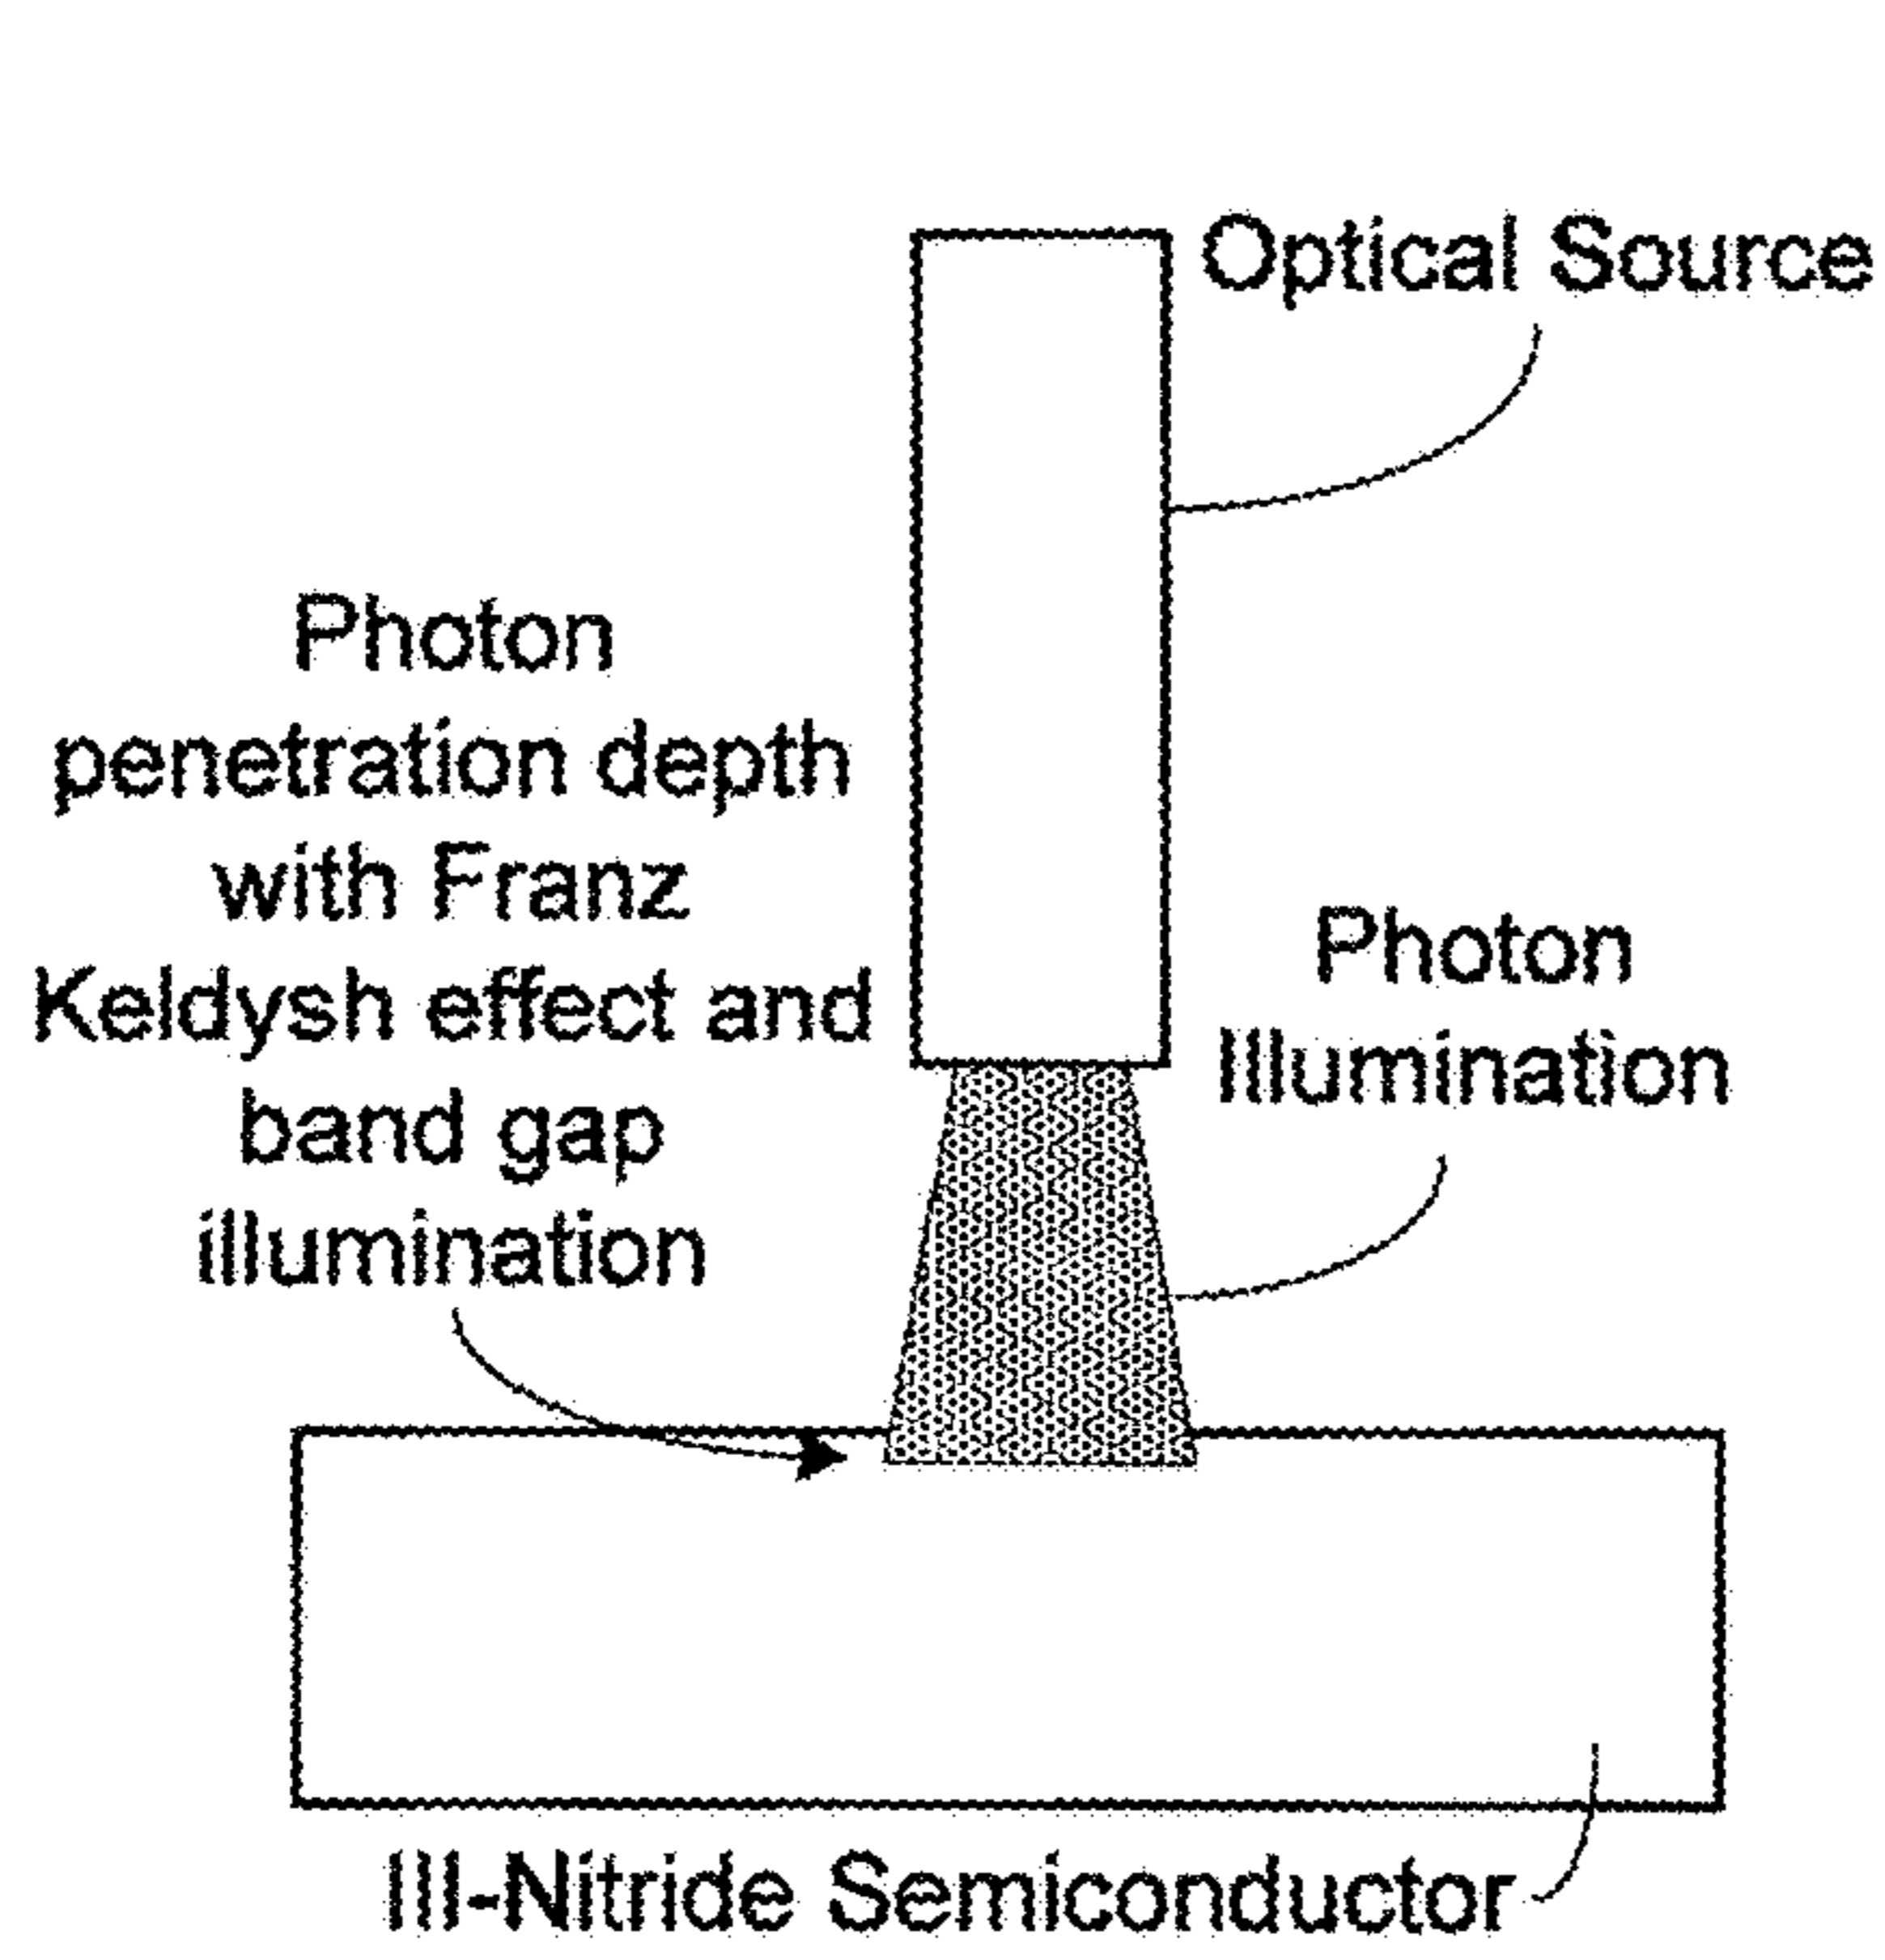 Optical Source
Photon
penetration depth
with Franz
Keldysh effect and
band gap
illumination
Photon
Illumination
III-Nitride Semiconductor